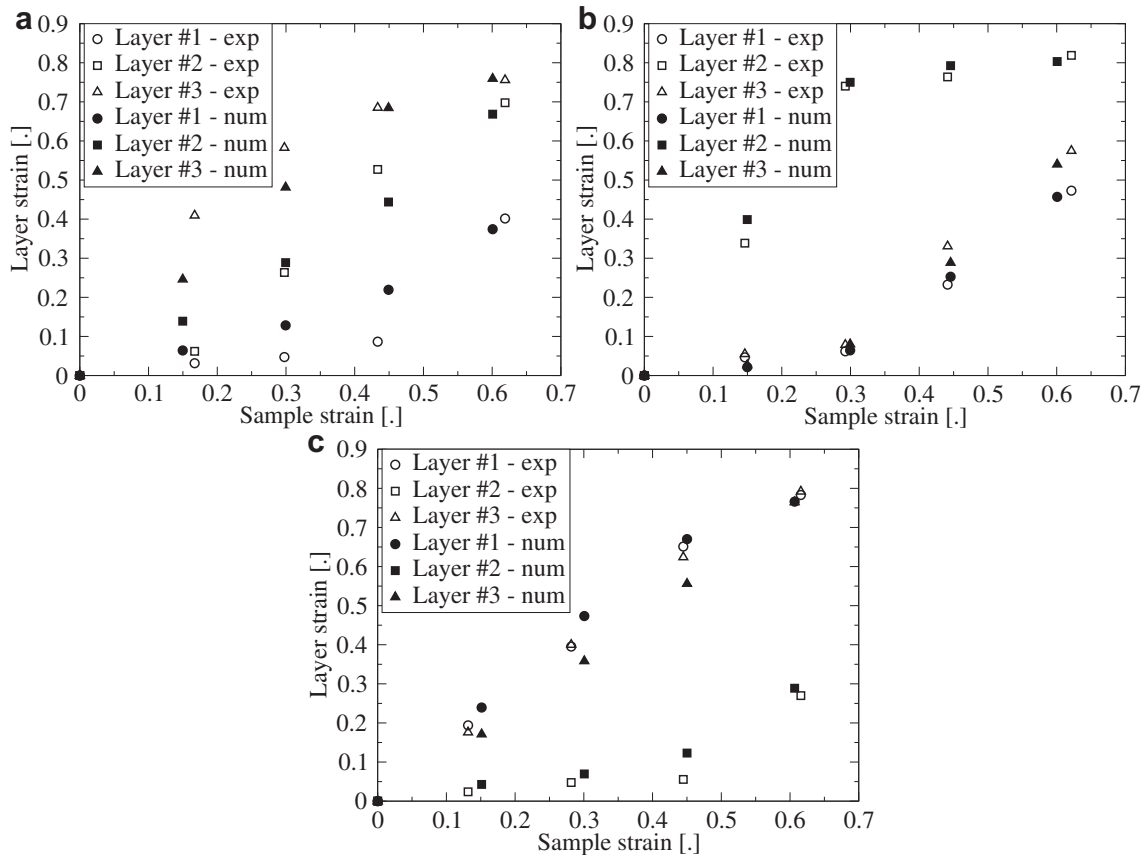 a
Layer #1 - exp
Layer #2 - exp
Layer #3 - exp
Layer #1 - num
Layer #2 - num
Layer #3 - num
0.9
0.8
0.7
0.6
0.5
0.4
0.3
0.2
0.1
0
Layer strain [.]
0 0.1 0.2 0.3 0.4 0.5 0.6 0.7
Sample strain [.]
b
Layer #1 - exp
Layer #2 - exp
Layer #3 - exp
Layer #1 - num
Layer #2 - num
Layer #3 - num
0.9
0.8
0.7
0.6
0.5
0.4
0.3
0.2
0.1
0
Layer strain [.]
0 0.1 0.2 0.3 0.4 0.5 0.6 0.7
Sample strain [.]
c
Layer #1 - exp
Layer #2 - exp
Layer #3 - exp
Layer #1 - num
Layer #2 - num
Layer #3 - num
0.9
0.8
0.7
0.6
0.5
0.4
0.3
0.2
0.1
0
Layer strain [.]
0 0.1 0.2 0.3 0.4 0.5 0.6 0.7
Sample strain [.]